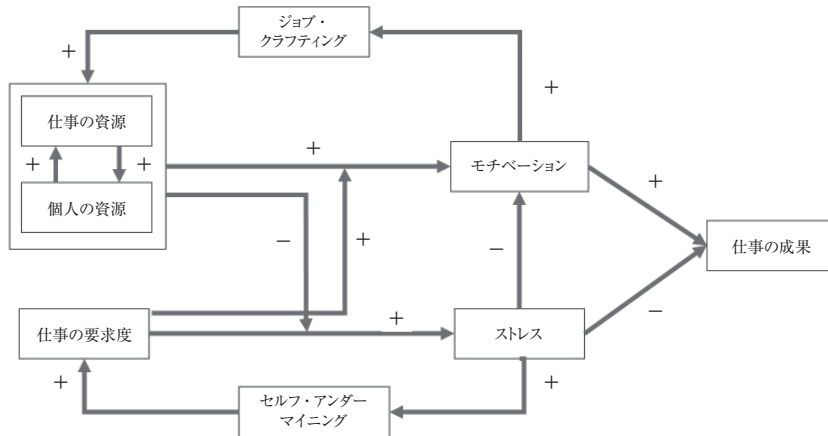 ジョブ・
クラフティング
+
+
仕事の資源
+
+
+
モチベーション
個人の資源
+
−
+
−
仕事の成果
仕事の要求度
+
ストレス
−
+
セルフ・アンダー
マイニング
+